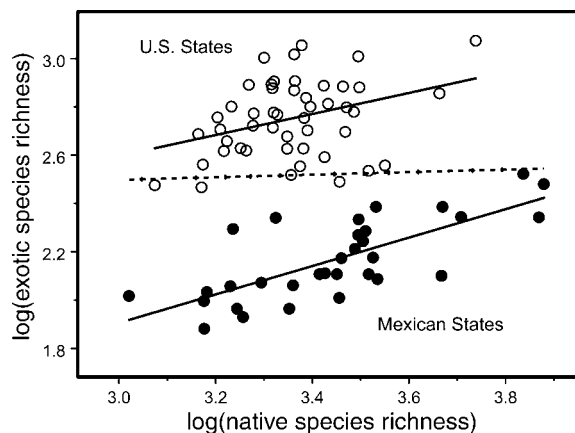 U.S. States
Mexican States
log(exotic species richness)
3.0
2.6
2.2
1.8
3.0 3.2 3.4 3.6 3.8
log(native species richness)